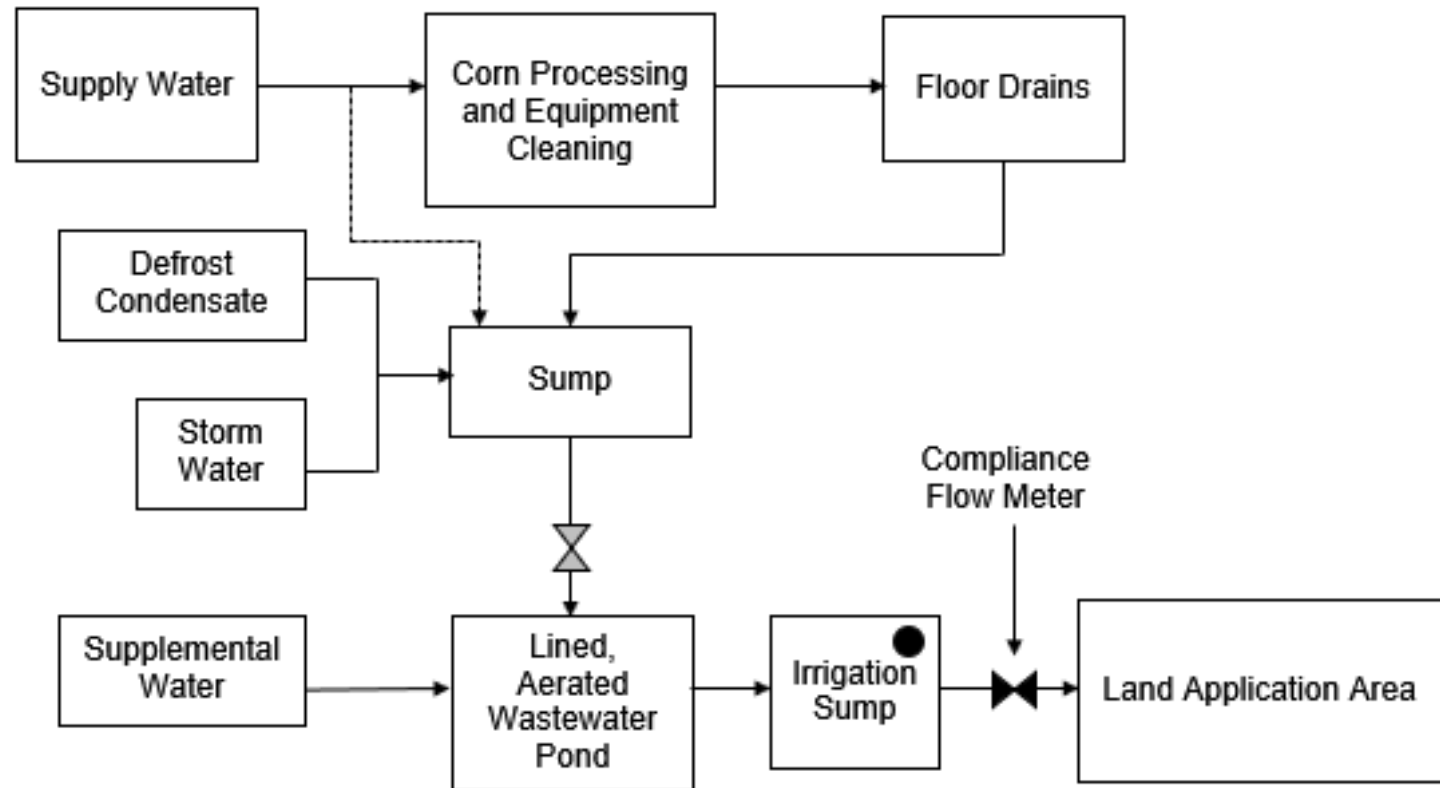 Supply Water
Corn Processing
and Equipment
Cleaning
Floor Drains
Defrost
Condensate
Sump
Storm
Water
Compliance
Flow Meter
Supplemental
Water
Lined,
Aerated
Wastewater
Pond
Irrigation
Sump
Land Application Area